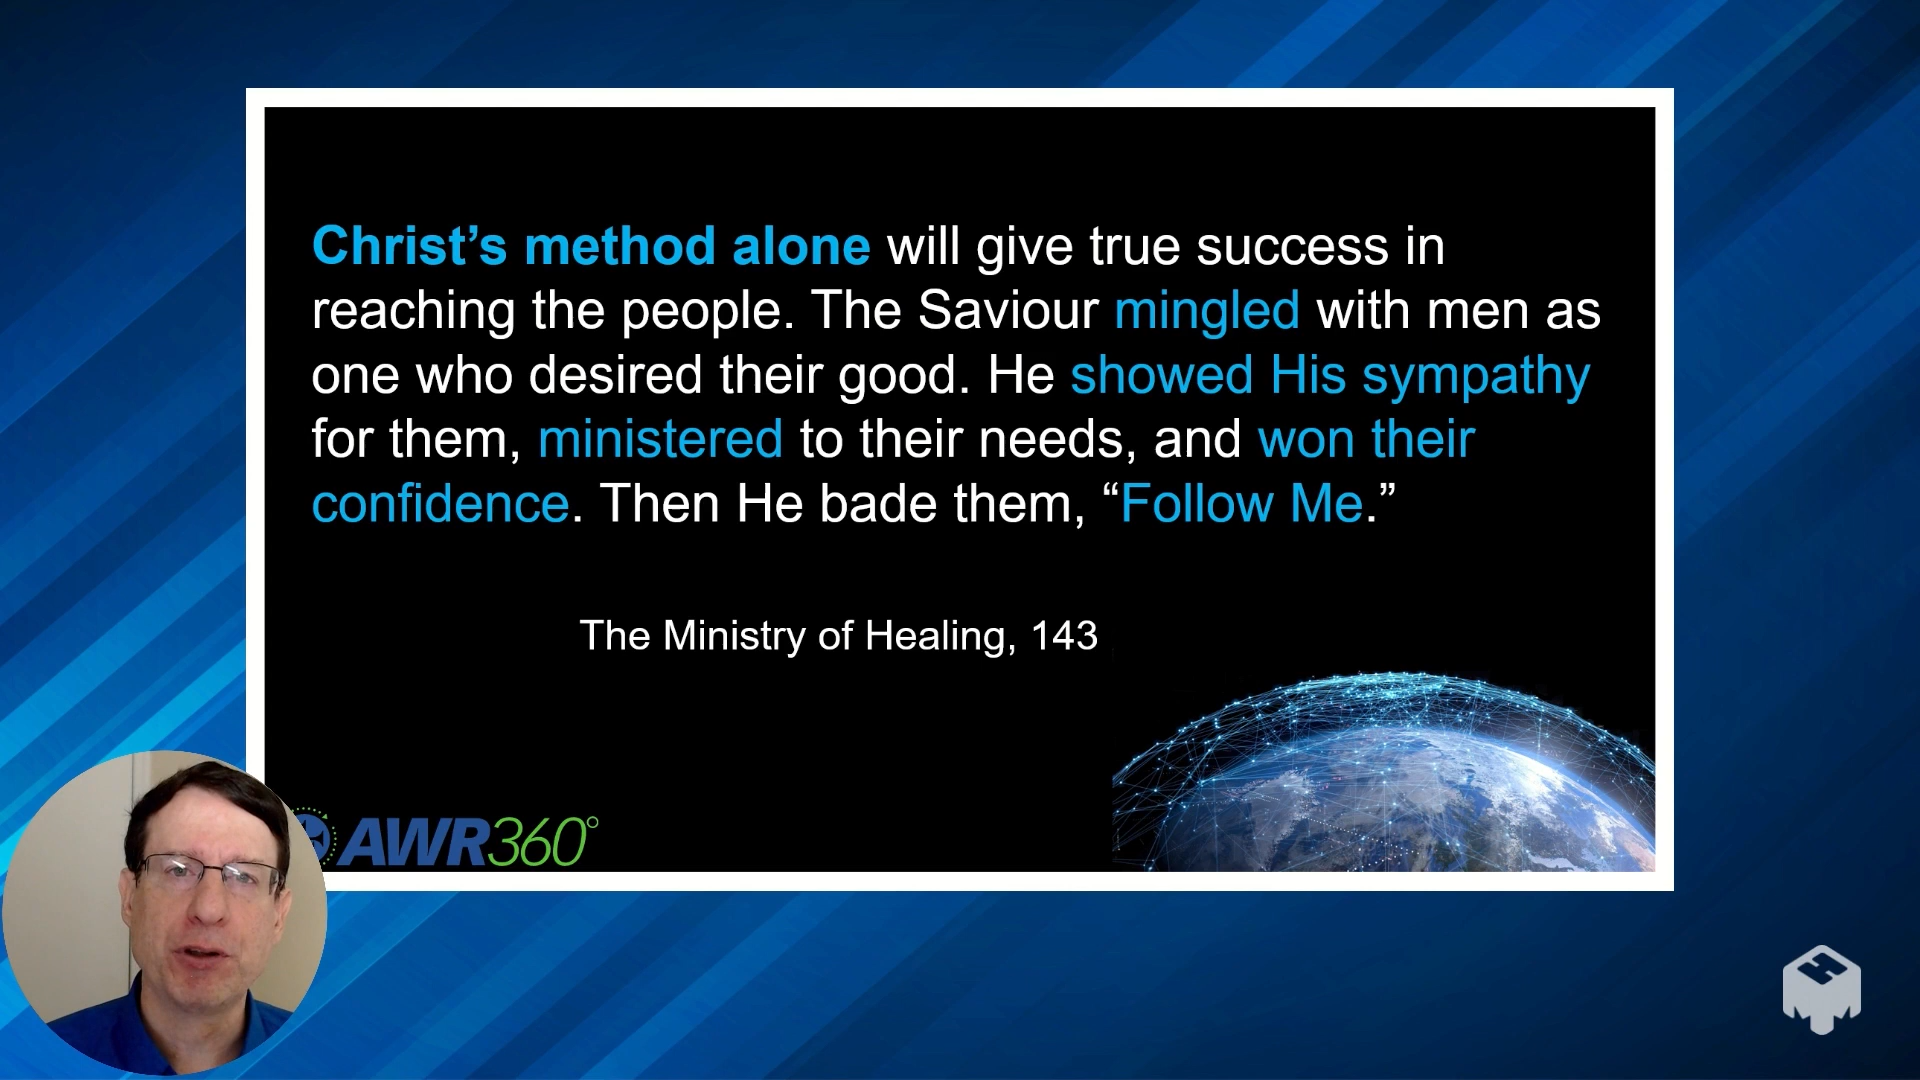 Christ’s method alone will give true success in
reaching the people. The Saviour mingled with men as
one who desired their good. He showed His sympathy
for them, ministered to their needs, and won their
confidence. Then He bade them, “Follow Me.”
The Ministry of Healing, 143
AWR360°